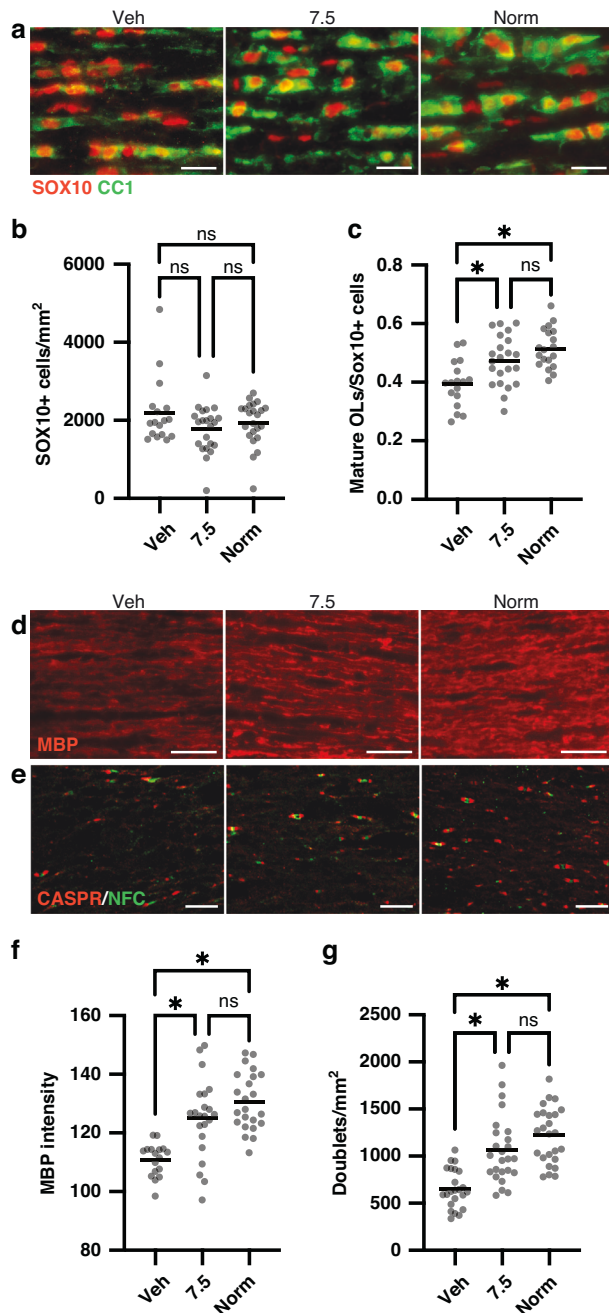 Veh 7.5 Norm
a
SOX10 CC1
b
ns
ns ns
6000
4000
2000
0
SOX10+ cells/mm²
Veh 7.5 Norm
c
*
* ns
0.8
0.6
0.4
0.2
0.0
Mature OLs/Sox10+ cells
Veh 7.5 Norm
Veh 7.5 Norm
d
MBP
e
CASPR/NFC
f
*
* ns
160
140
120
100
80
MBP intensity
Veh 7.5 Norm
g
*
* ns
2500
2000
1500
1000
500
0
Doublets/mm²
Veh 7.5 Norm